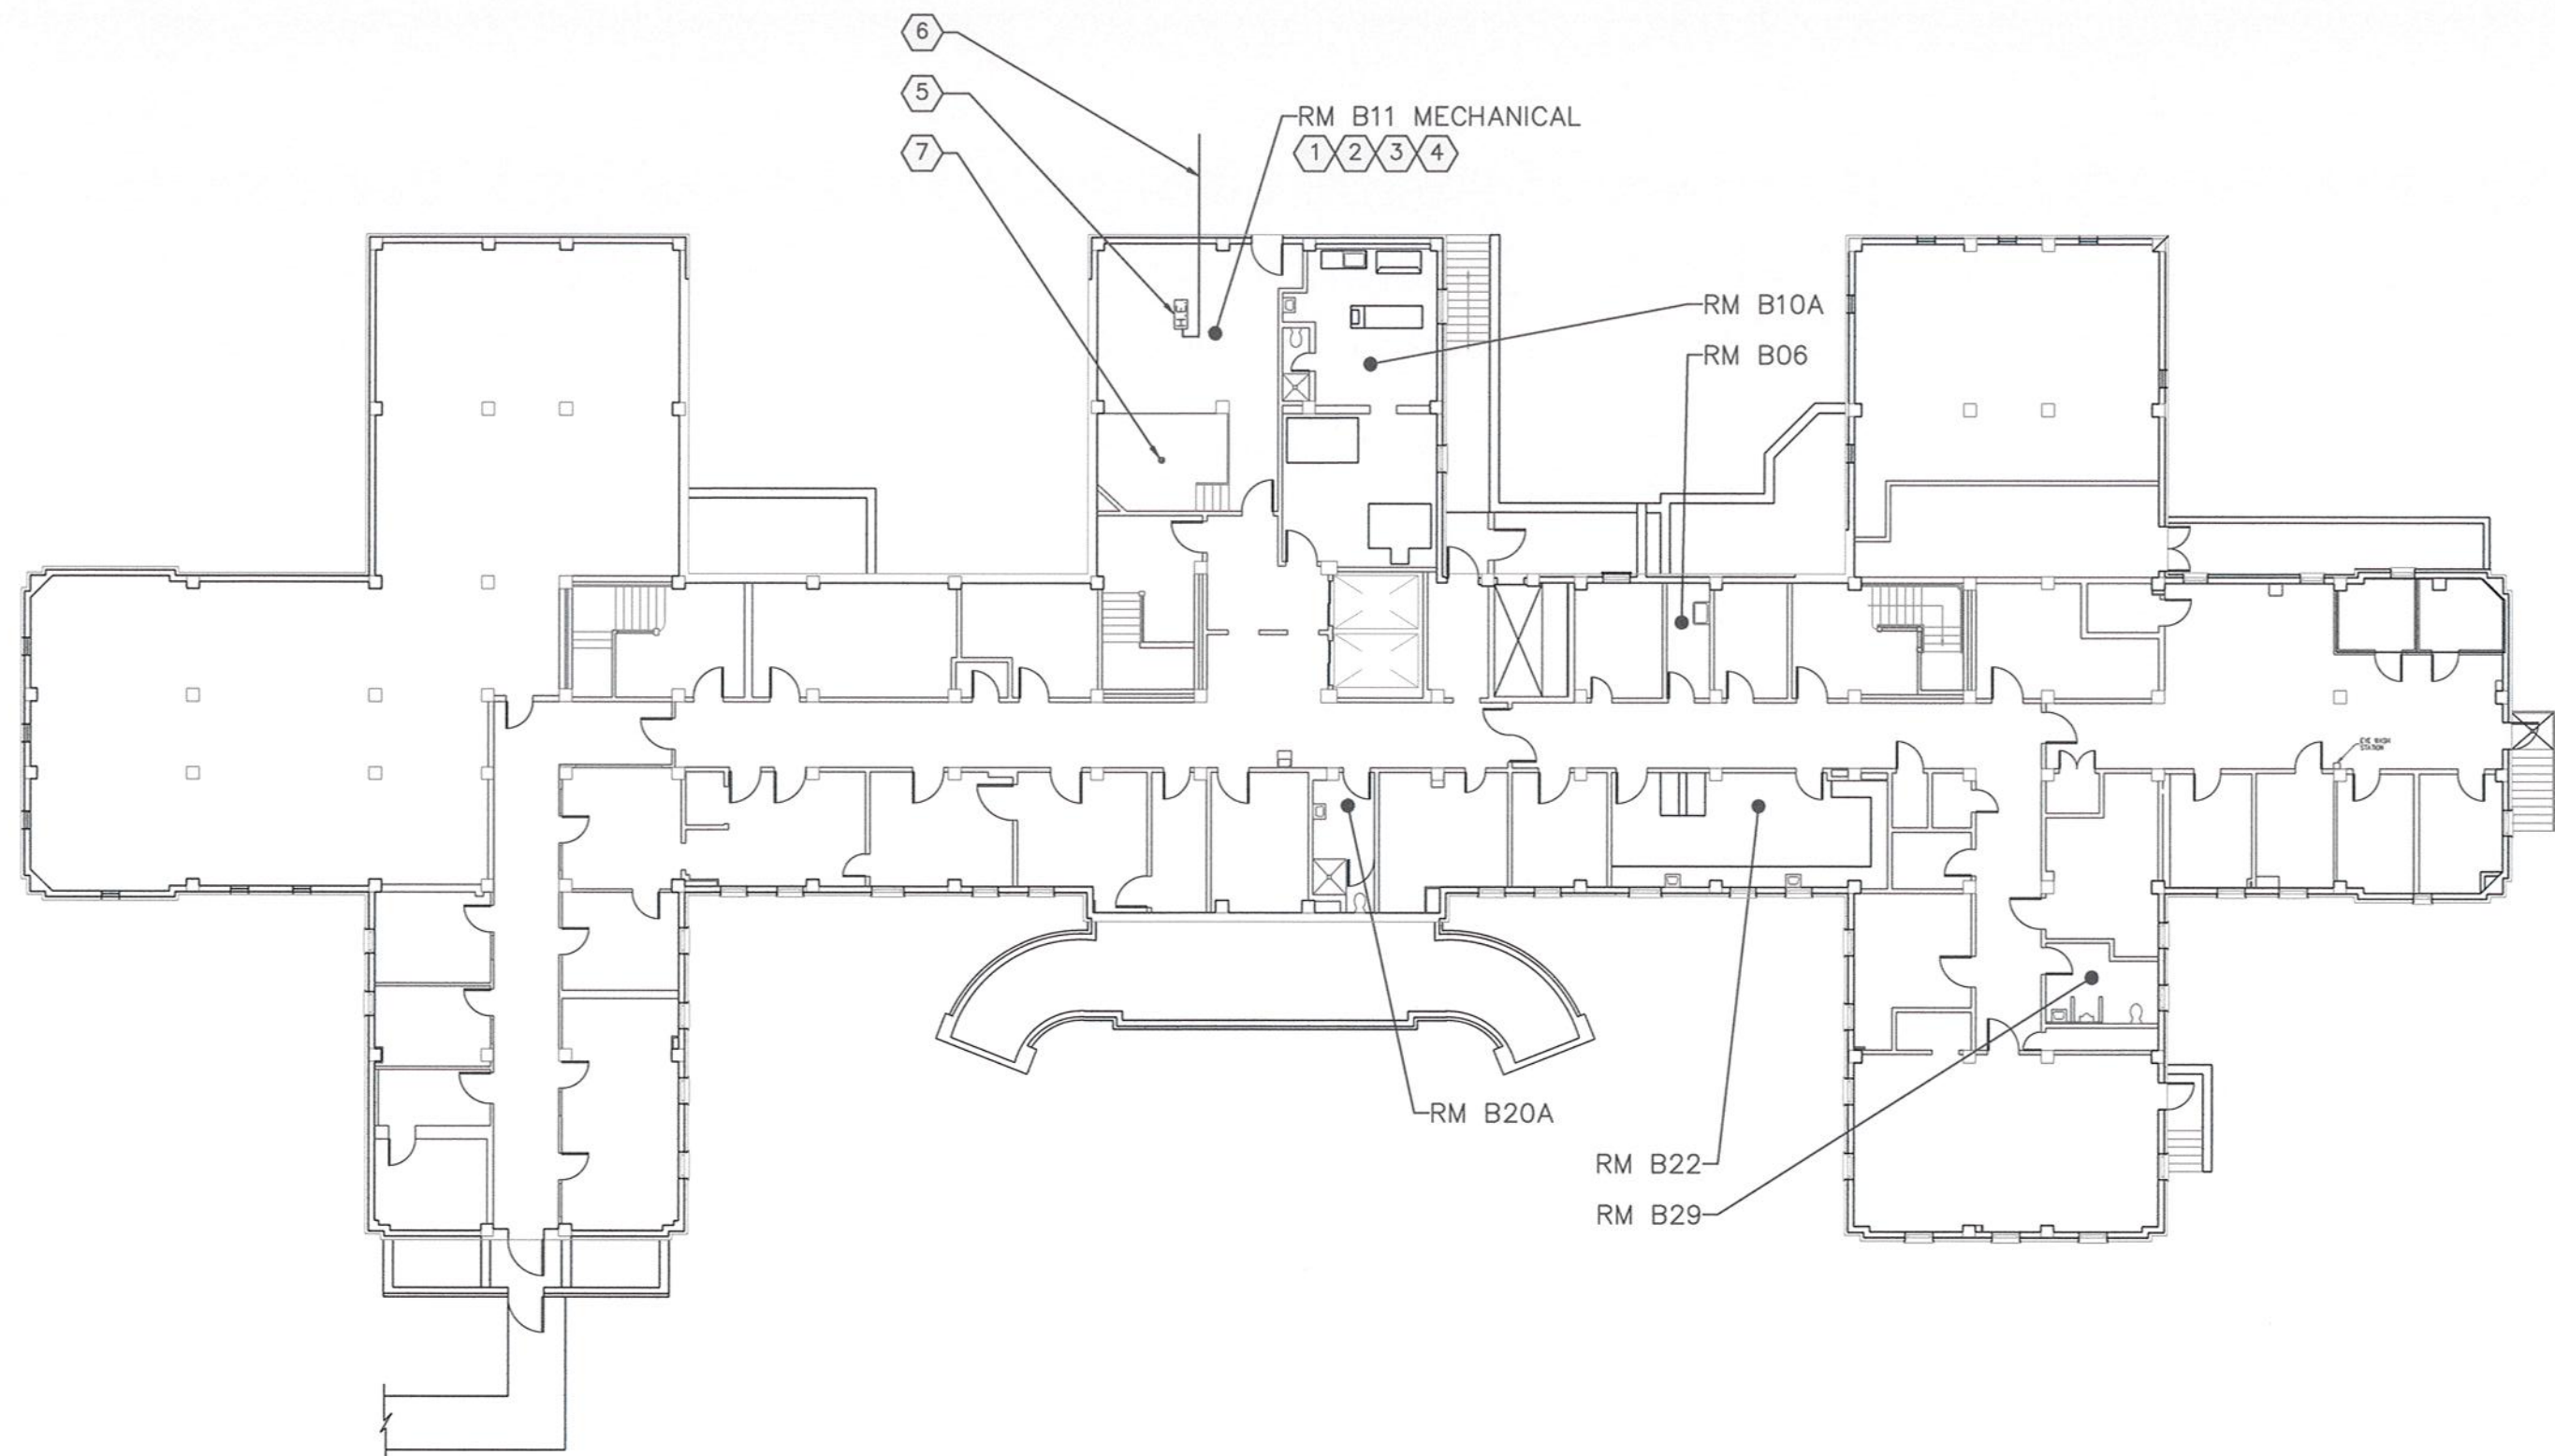 6
5
RM B11 MECHANICAL
7
1 2 3 4
RM B10A
RM B06
EYE WASH
STATION
RM B20A
RM B22
RM B29